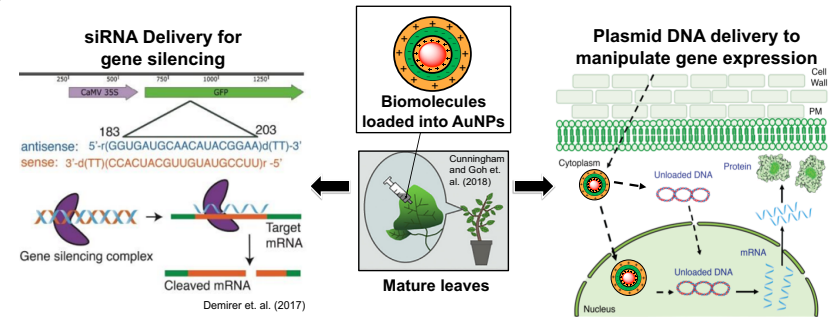 siRNA Delivery for
gene silencing
250
500
750
1000
1250
CaMV 35S
GFP
183
203
antisense: 5'-r(GGUGAUGCAACAUACGGAA)d(TT)-3'
sense: 3'-d(TT)(CCACUACGUUGUAUGCCUU)r -5'
Gene silencing complex
Target
mRNA
Cleaved mRNA
Demirer et. al. (2017)
Biomolecules
loaded into AuNPs
Cunningham
and Goh et.
al. (2018)
Mature leaves
Plasmid DNA delivery to
manipulate gene expression
Cell
Wall
PM
Cytoplasm
Unloaded DNA
Protein
mRNA
Unloaded DNA
Nucleus